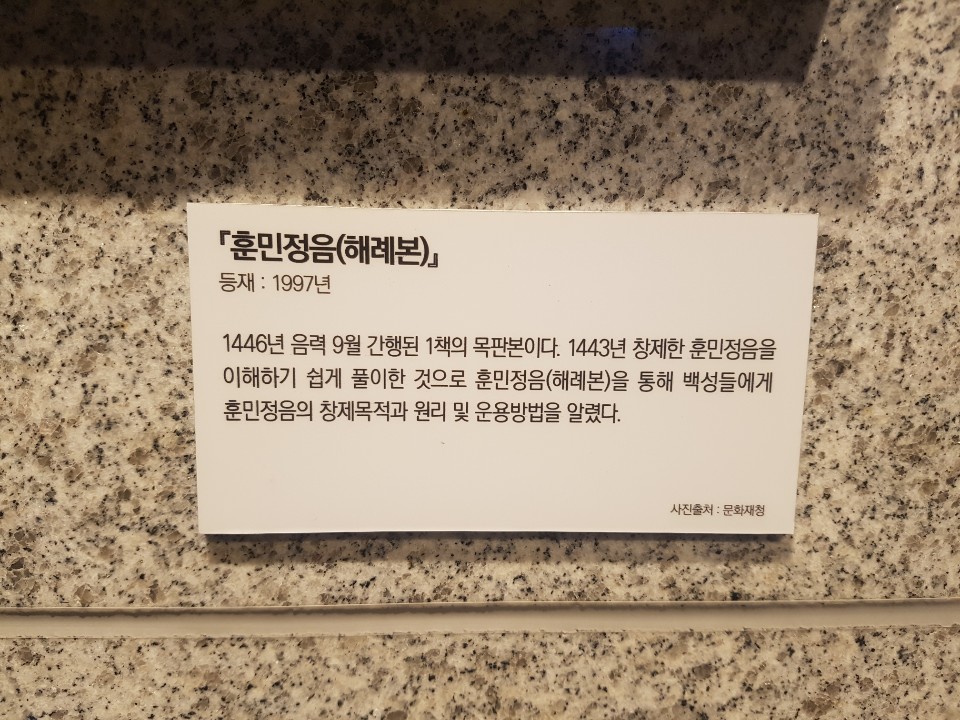 『훈민정음(해례본)』
등재 : 1997년
1446년 음력 9월 간행된 1책의 목판본이다. 1443년 창제한 훈민정음을
이해하기 쉽게 풀이한 것으로 훈민정음(해례본)을 통해 백성들에게
훈민정음의 창제목적과 원리 및 운용방법을 알렸다.
사진출처 : 문화재청